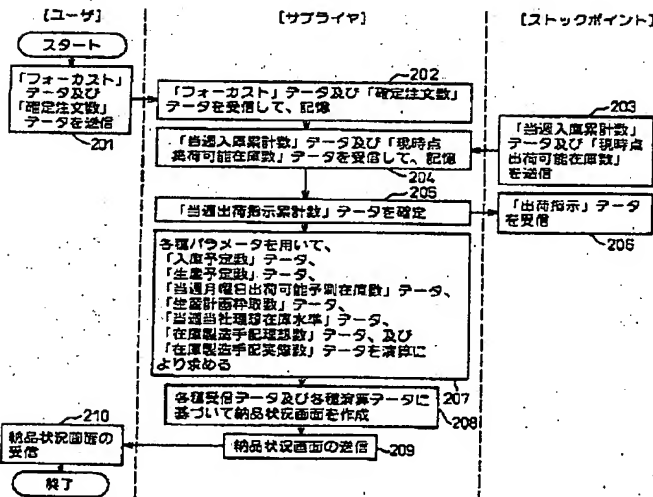 [ユーザ]
[サプライヤ]
[ストックポイント]
スタート
「フォーカスト」
データ及び
「確定注文数」
データを送信
201
202
「フォーカスト」データ及び「確定注文数」
データを受信して、記憶
203
「当週入庫累計数」
データ及び「現時点
出荷可能在庫数」
を送信
「当週入庫累計数」データ及び「現時点
出荷可能在庫数」データを受信して、記憶
204
205
「当週出荷指示累計数」データを確定
「出荷指示」データ
を受信
206
各種パラメータを用いて、
「入庫予定数」データ、
「生産予定数」データ、
「当週月曜日出荷可能予測在庫数」データ、
「生産計画枠取数」データ、
「当週当社理想在庫水準」データ、
「在庫製造手配理想数」データ、及び
「在庫製造手配実盤数」データを演算に
より求める
207
各種受信データ及び各種演算データに
基づいて納品状況画面を作成
208
納品状況画面の送信
209
210
納品状況画面の
受信
終了